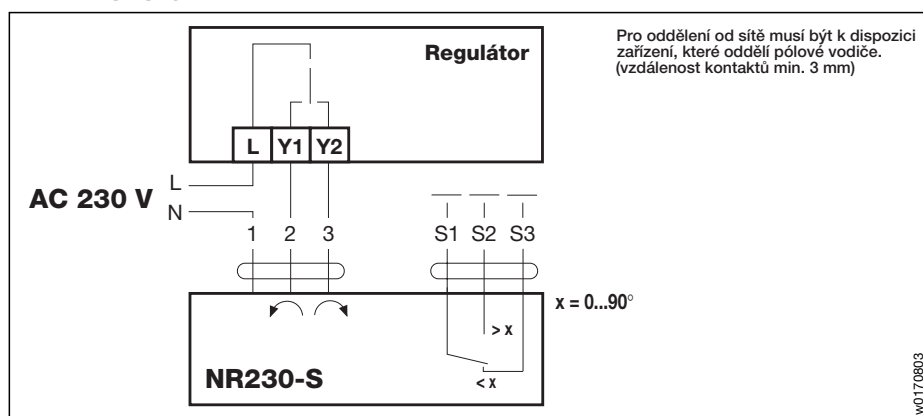 Regulátor
Pro oddělení od sítě musí být k dispozici
zařízení, které oddělí pólové vodiče.
(vzdálenost kontaktů min. 3 mm)
L Y1 Y2
AC 230 V
L
N
1 2 3
S1 S2 S3
x = 0...90°
> x
< x
NR230-S
w0170803